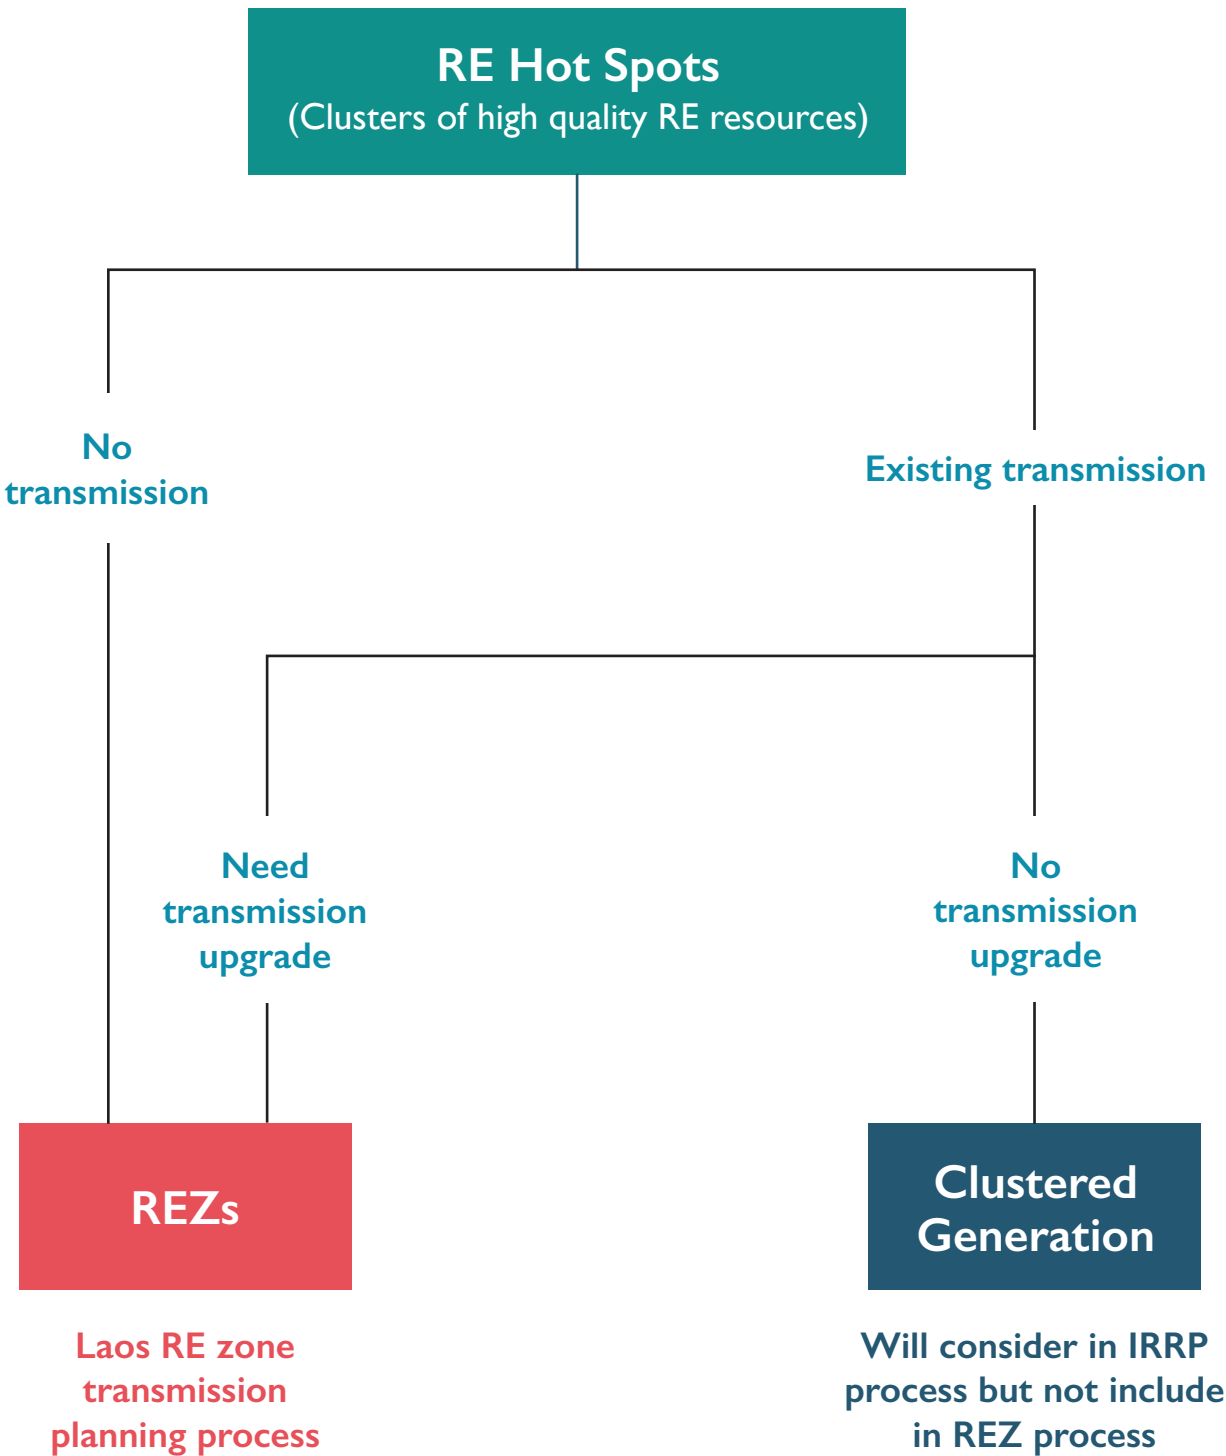 RE Hot Spots
(Clusters of high quality RE resources)
No
transmission
Existing transmission
Need
transmission
upgrade
No
transmission
upgrade
REZs
Clustered
Generation
Laos RE zone
transmission
planning process
Will consider in IRRP
process but not include
in REZ process